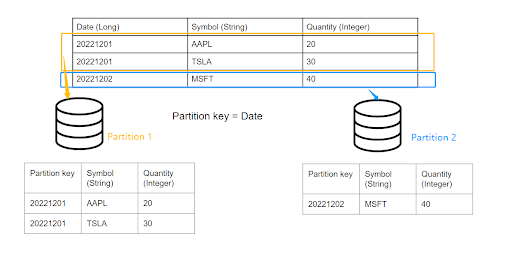 Date (Long) Symbol (String) Quantity (Integer)
20221201 AAPL 20
20221201 TSLA 30
20221202 MSFT 40
Partition key = Date
Partition 1
Partition 2
Partition key Symbol Quantity
(String) (Integer)
20221201 AAPL 20
20221201 TSLA 30
Partition key Symbol Quantity
(String) (Integer)
20221202 MSFT 40